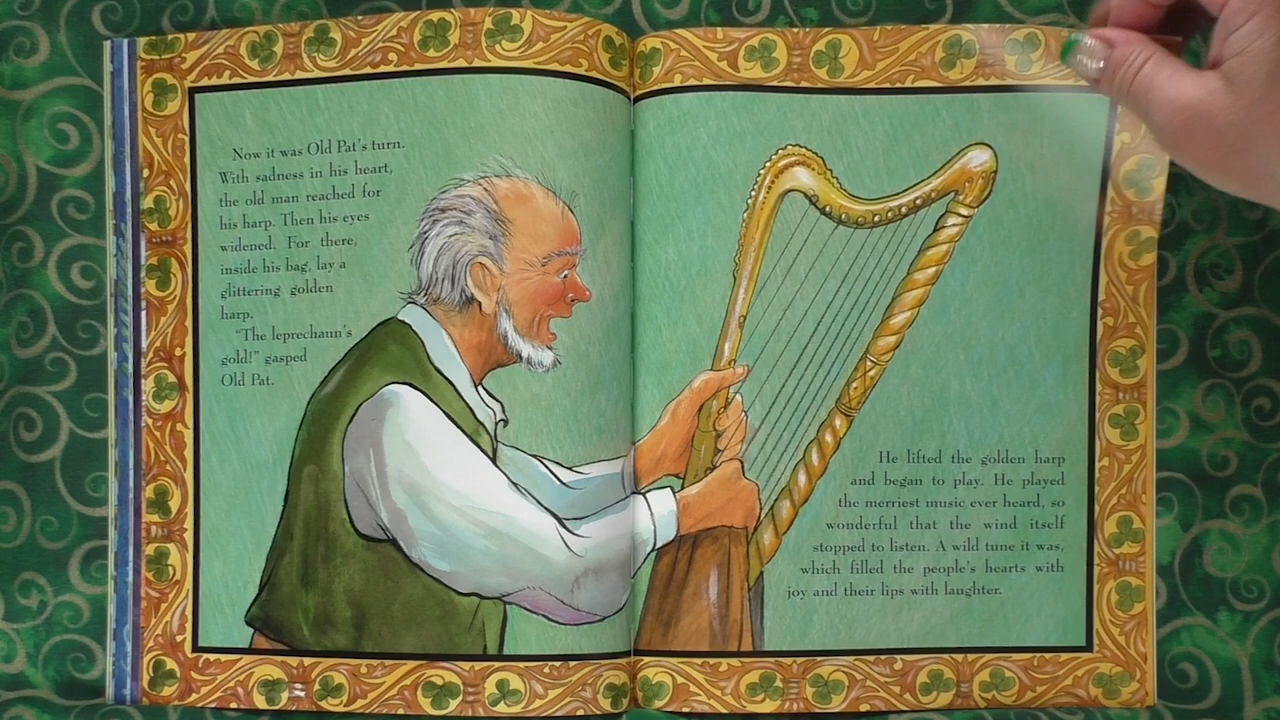 Now it was Old Pat's turn.
With sadness in his heart,
the old man reached for
his harp. Then his eyes
widened. For there,
inside his bag, lay a
glittering golden
harp.
"The leprechaun's
gold!" gasped
Old Pat.
He lifted the golden harp
and began to play. He played
the merriest music ever heard, so
wonderful that the wind itself
stopped to listen. A wild tune it was,
which filled the people's hearts with
joy and their lips with laughter.